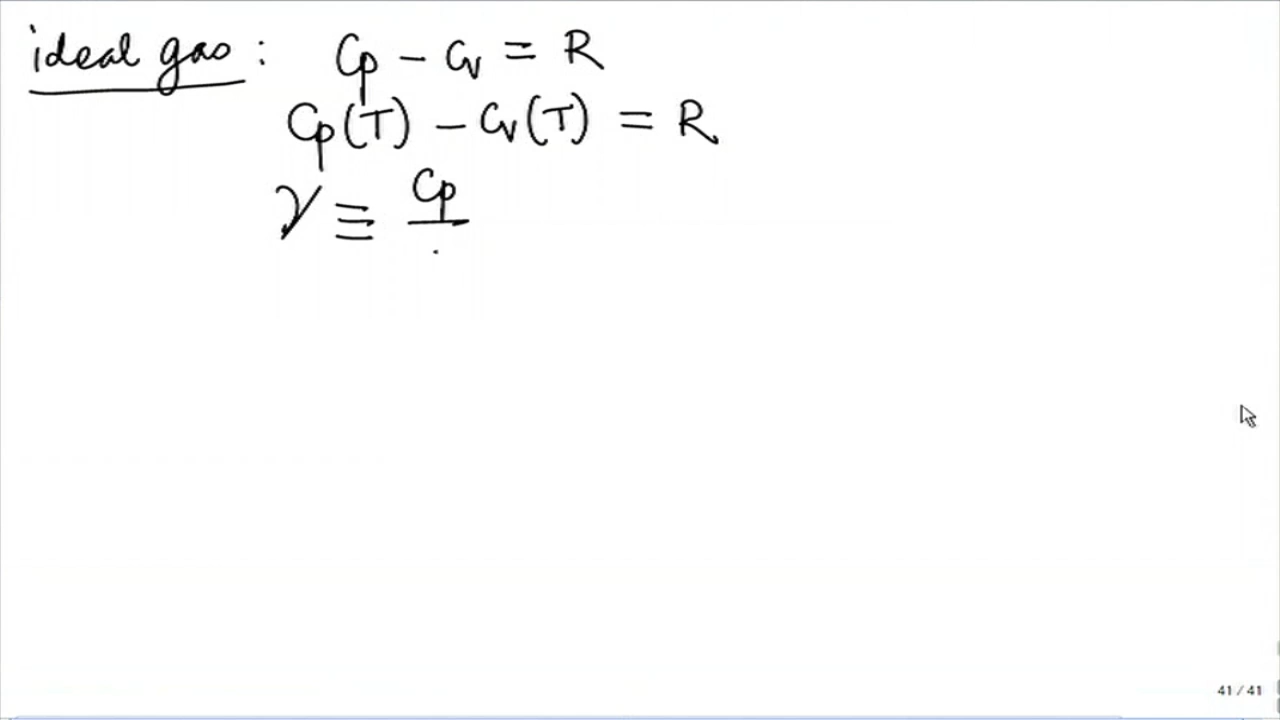 ideal gas : Cp - Cv = R
Cp(T) - Cv(T) = R
γ ≡ Cp /
41 / 41